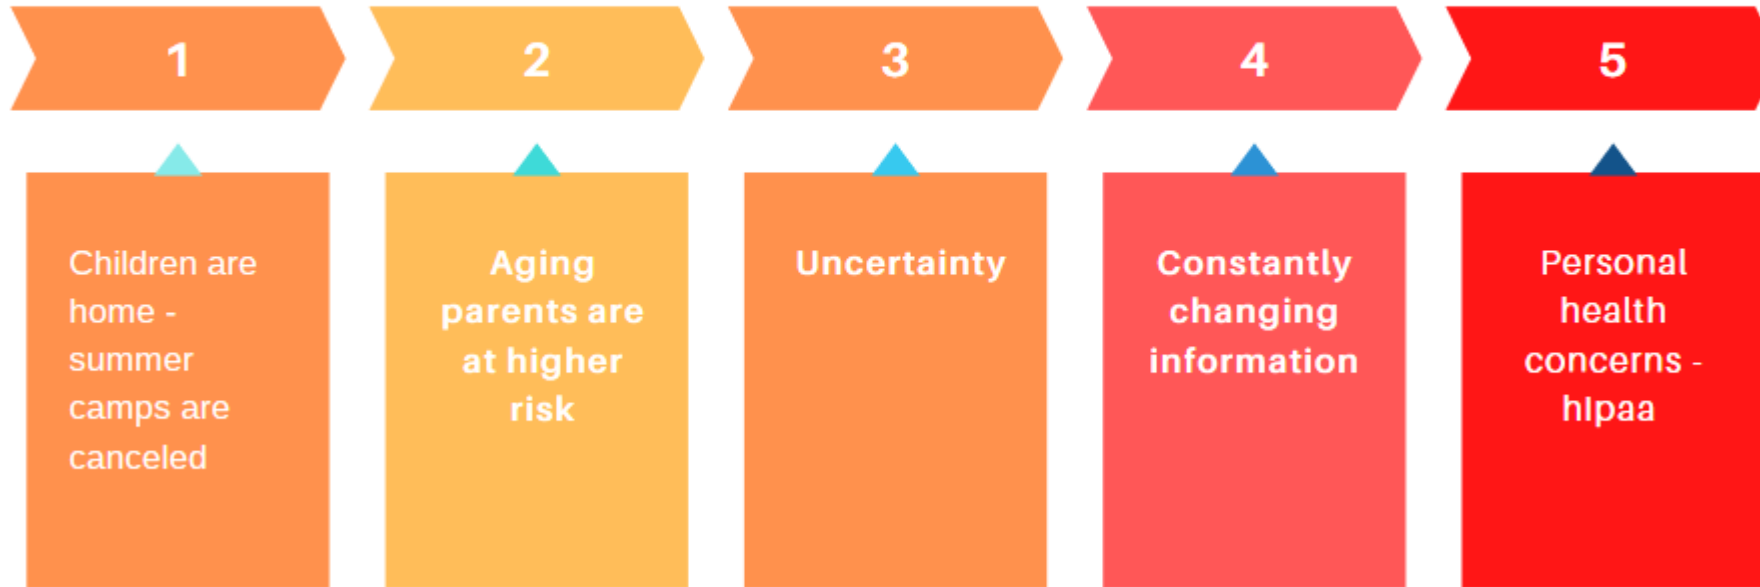 1
2
3
4
5
Children are
home -
summer
camps are
canceled
Aging
parents are
at higher
risk
Uncertainty
Constantly
changing
information
Personal
health
concerns -
hIpaa